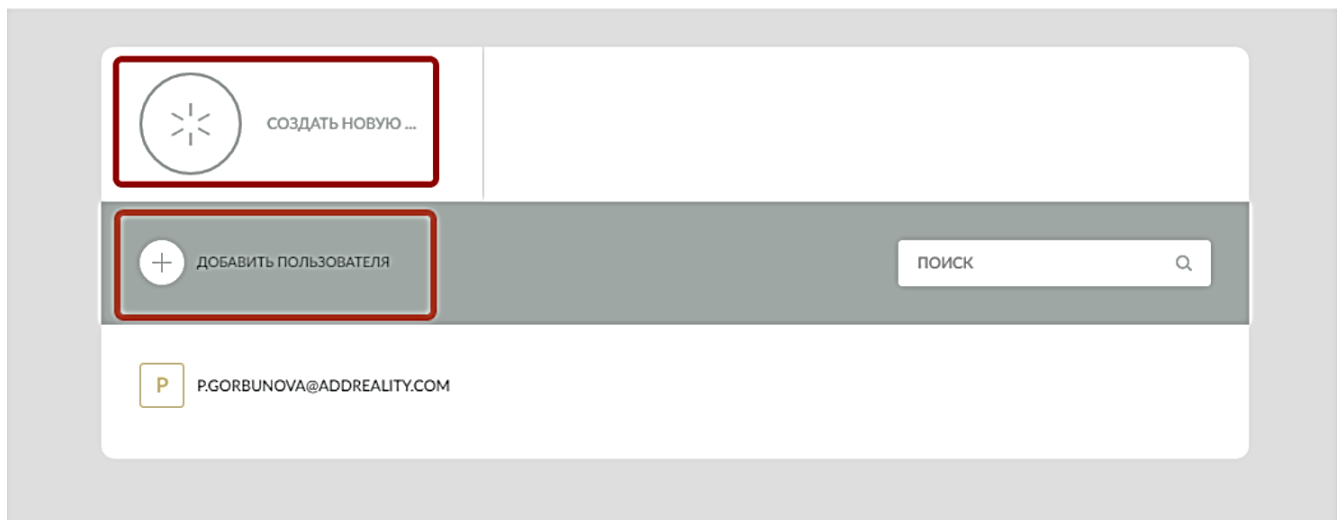 СОЗДАТЬ НОВУЮ ...
ДОБАВИТЬ ПОЛЬЗОВАТЕЛЯ
ПОИСК
P
P.GORBUNOVA@ADDREALITY.COM